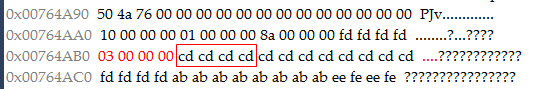 0x00764A90 50 4a 76 00 00 00 00 00 00 00 00 00 00 00 00 00 PJv.............
0x00764AA0 10 00 00 00 01 00 00 00 8a 00 00 00 fd fd fd fd ........?...????
0x00764AB0 03 00 00 00 cd cd cd cd cd cd cd cd cd cd cd cd ....????????????
0x00764AC0 fd fd fd fd ab ab ab ab ab ab ab ab ee fe ee fe ????????????????